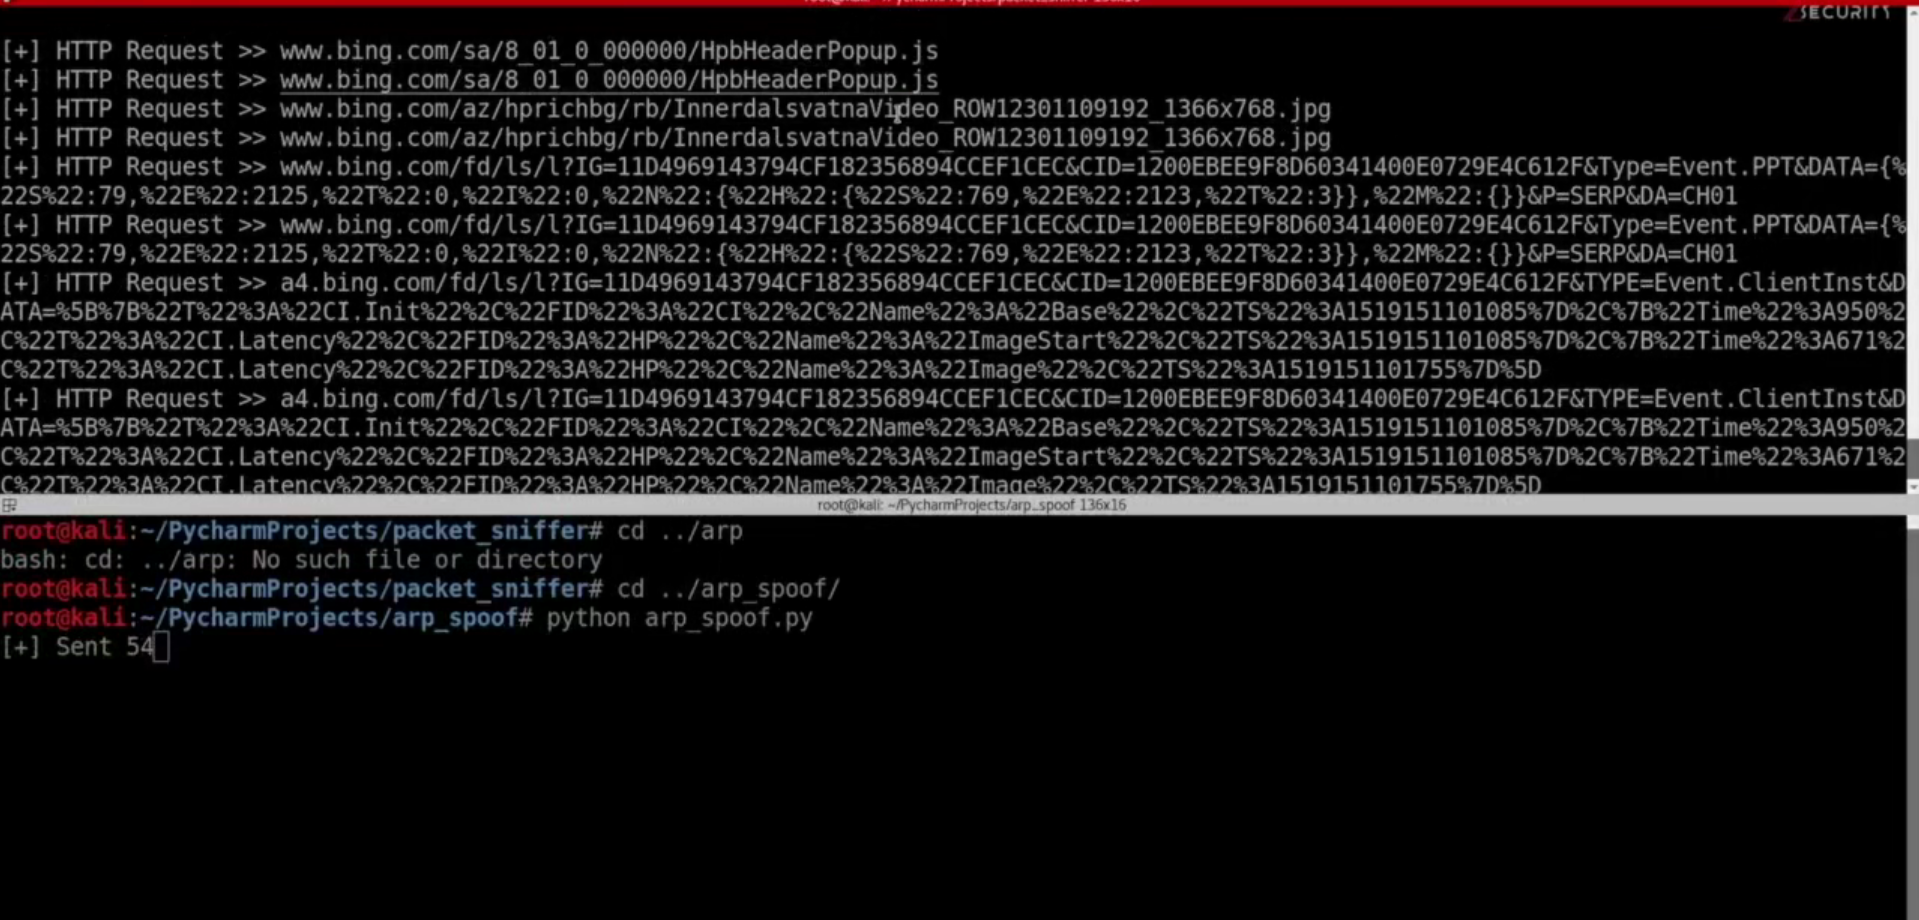 SECURITY
[+] HTTP Request >> www.bing.com/sa/8_01_0_000000/HpbHeaderPopup.js
[+] HTTP Request >> www.bing.com/sa/8_01_0_000000/HpbHeaderPopup.js
[+] HTTP Request >> www.bing.com/az/hprichbg/rb/InnerdalsvatnaVideo_ROW12301109192_1366x768.jpg
[+] HTTP Request >> www.bing.com/az/hprichbg/rb/InnerdalsvatnaVideo_ROW12301109192_1366x768.jpg
[+] HTTP Request >> www.bing.com/fd/ls/l?IG=11D4969143794CF182356894CCEF1CEC&CID=1200EBEE9F8D60341400E0729E4C612F&Type=Event.PPT&DATA={%
22S%22:79,%22E%22:2125,%22T%22:0,%22I%22:0,%22N%22:{%22H%22:{%22S%22:769,%22E%22:2123,%22T%22:3}},%22M%22:{}}&P=SERP&DA=CH01
[+] HTTP Request >> www.bing.com/fd/ls/l?IG=11D4969143794CF182356894CCEF1CEC&CID=1200EBEE9F8D60341400E0729E4C612F&Type=Event.PPT&DATA={%
22S%22:79,%22E%22:2125,%22T%22:0,%22I%22:0,%22N%22:{%22H%22:{%22S%22:769,%22E%22:2123,%22T%22:3}},%22M%22:{}}&P=SERP&DA=CH01
[+] HTTP Request >> a4.bing.com/fd/ls/l?IG=11D4969143794CF182356894CCEF1CEC&CID=1200EBEE9F8D60341400E0729E4C612F&TYPE=Event.ClientInst&D
ATA=%5B%7B%22T%22%3A%22CI.Init%22%2C%22FID%22%3A%22CI%22%2C%22Name%22%3A%22Base%22%2C%22TS%22%3A1519151101085%7D%2C%7B%22Time%22%3A950%2
C%22T%22%3A%22CI.Latency%22%2C%22FID%22%3A%22HP%22%2C%22Name%22%3A%22ImageStart%22%2C%22TS%22%3A1519151101085%7D%2C%7B%22Time%22%3A671%2
C%22T%22%3A%22CI.Latency%22%2C%22FID%22%3A%22HP%22%2C%22Name%22%3A%22Image%22%2C%22TS%22%3A1519151101755%7D%5D
[+] HTTP Request >> a4.bing.com/fd/ls/l?IG=11D4969143794CF182356894CCEF1CEC&CID=1200EBEE9F8D60341400E0729E4C612F&TYPE=Event.ClientInst&D
ATA=%5B%7B%22T%22%3A%22CI.Init%22%2C%22FID%22%3A%22CI%22%2C%22Name%22%3A%22Base%22%2C%22TS%22%3A1519151101085%7D%2C%7B%22Time%22%3A950%2
C%22T%22%3A%22CI.Latency%22%2C%22FID%22%3A%22HP%22%2C%22Name%22%3A%22ImageStart%22%2C%22TS%22%3A1519151101085%7D%2C%7B%22Time%22%3A671%2
C%22T%22%3A%22CI.Latency%22%2C%22FID%22%3A%22HP%22%2C%22Name%22%3A%22Image%22%2C%22TS%22%3A1519151101755%7D%5D
root@kali: ~/PycharmProjects/arp_spoof 136x16
root@kali:~/PycharmProjects/packet_sniffer# cd ../arp
bash: cd: ../arp: No such file or directory
root@kali:~/PycharmProjects/packet_sniffer# cd ../arp_spoof/
root@kali:~/PycharmProjects/arp_spoof# python arp_spoof.py
[+] Sent 54